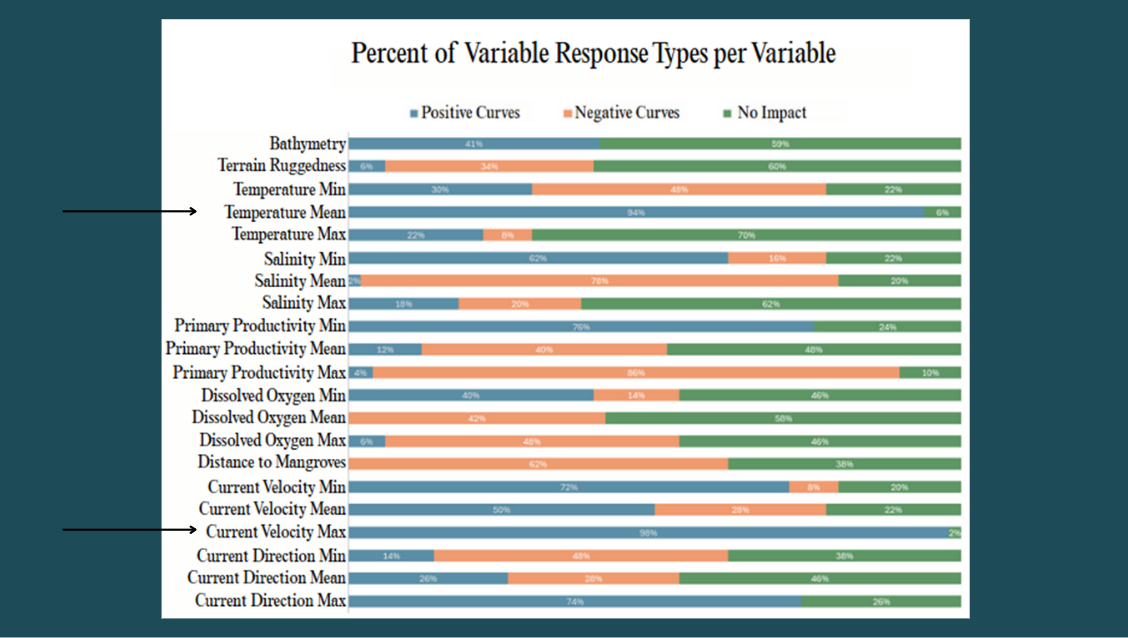 Percent of Variable Response Types per Variable
Positive Curves Negative Curves No Impact
Bathymetry 41% 59%
Terrain Ruggedness 6% 34% 60%
Temperature Min 30% 48% 22%
Temperature Mean 94% 6%
Temperature Max 22% 8% 70%
Salinity Min 62% 16% 22%
Salinity Mean 2% 78% 20%
Salinity Max 18% 20% 62%
Primary Productivity Min 76% 24%
Primary Productivity Mean 12% 40% 48%
Primary Productivity Max 4% 86% 10%
Dissolved Oxygen Min 40% 14% 46%
Dissolved Oxygen Mean 42% 58%
Dissolved Oxygen Max 6% 48% 46%
Distance to Mangroves 62% 38%
Current Velocity Min 72% 8% 20%
Current Velocity Mean 50% 28% 22%
Current Velocity Max 98% 2%
Current Direction Min 14% 48% 38%
Current Direction Mean 26% 28% 46%
Current Direction Max 74% 26%